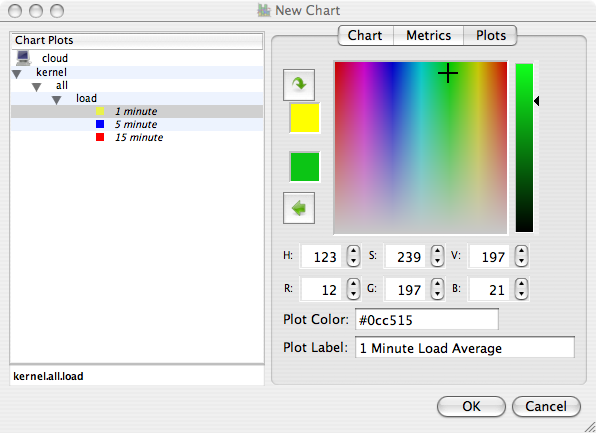 New Chart
Chart Plots
cloud
kernel
all
load
1 minute
5 minute
15 minute
kernel.all.load
Chart Metrics Plots
H: 123 S: 239 V: 197
R: 12 G: 197 B: 21
Plot Color: #0cc515
Plot Label: 1 Minute Load Average
OK Cancel